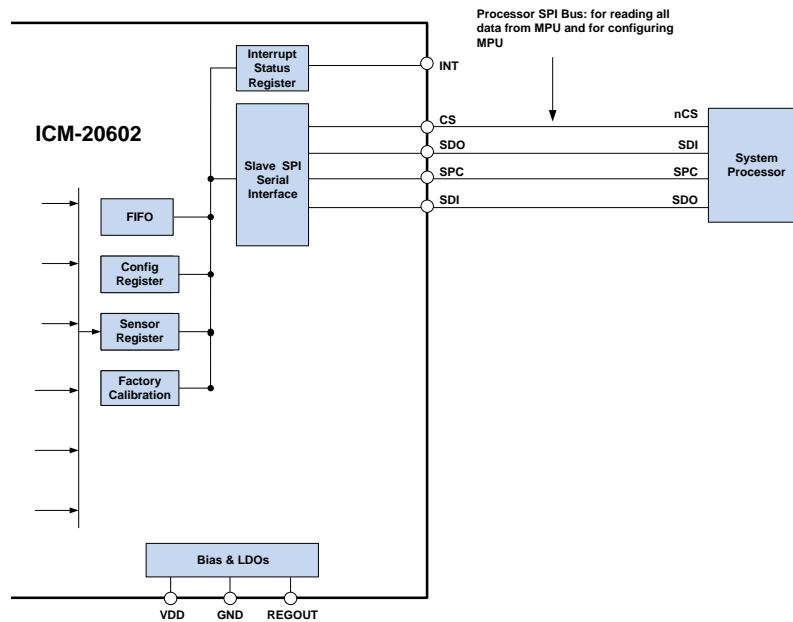 Processor SPI Bus: for reading all
data from MPU and for configuring
MPU
Interrupt
Status
Register
INT
ICM-20602
CS
nCS
SDO
SDI
Slave SPI
Serial
Interface
System
Processor
SPC
SPC
SDI
SDO
FIFO
Config
Register
Sensor
Register
Factory
Calibration
Bias & LDOs
VDD
GND
REGOUT